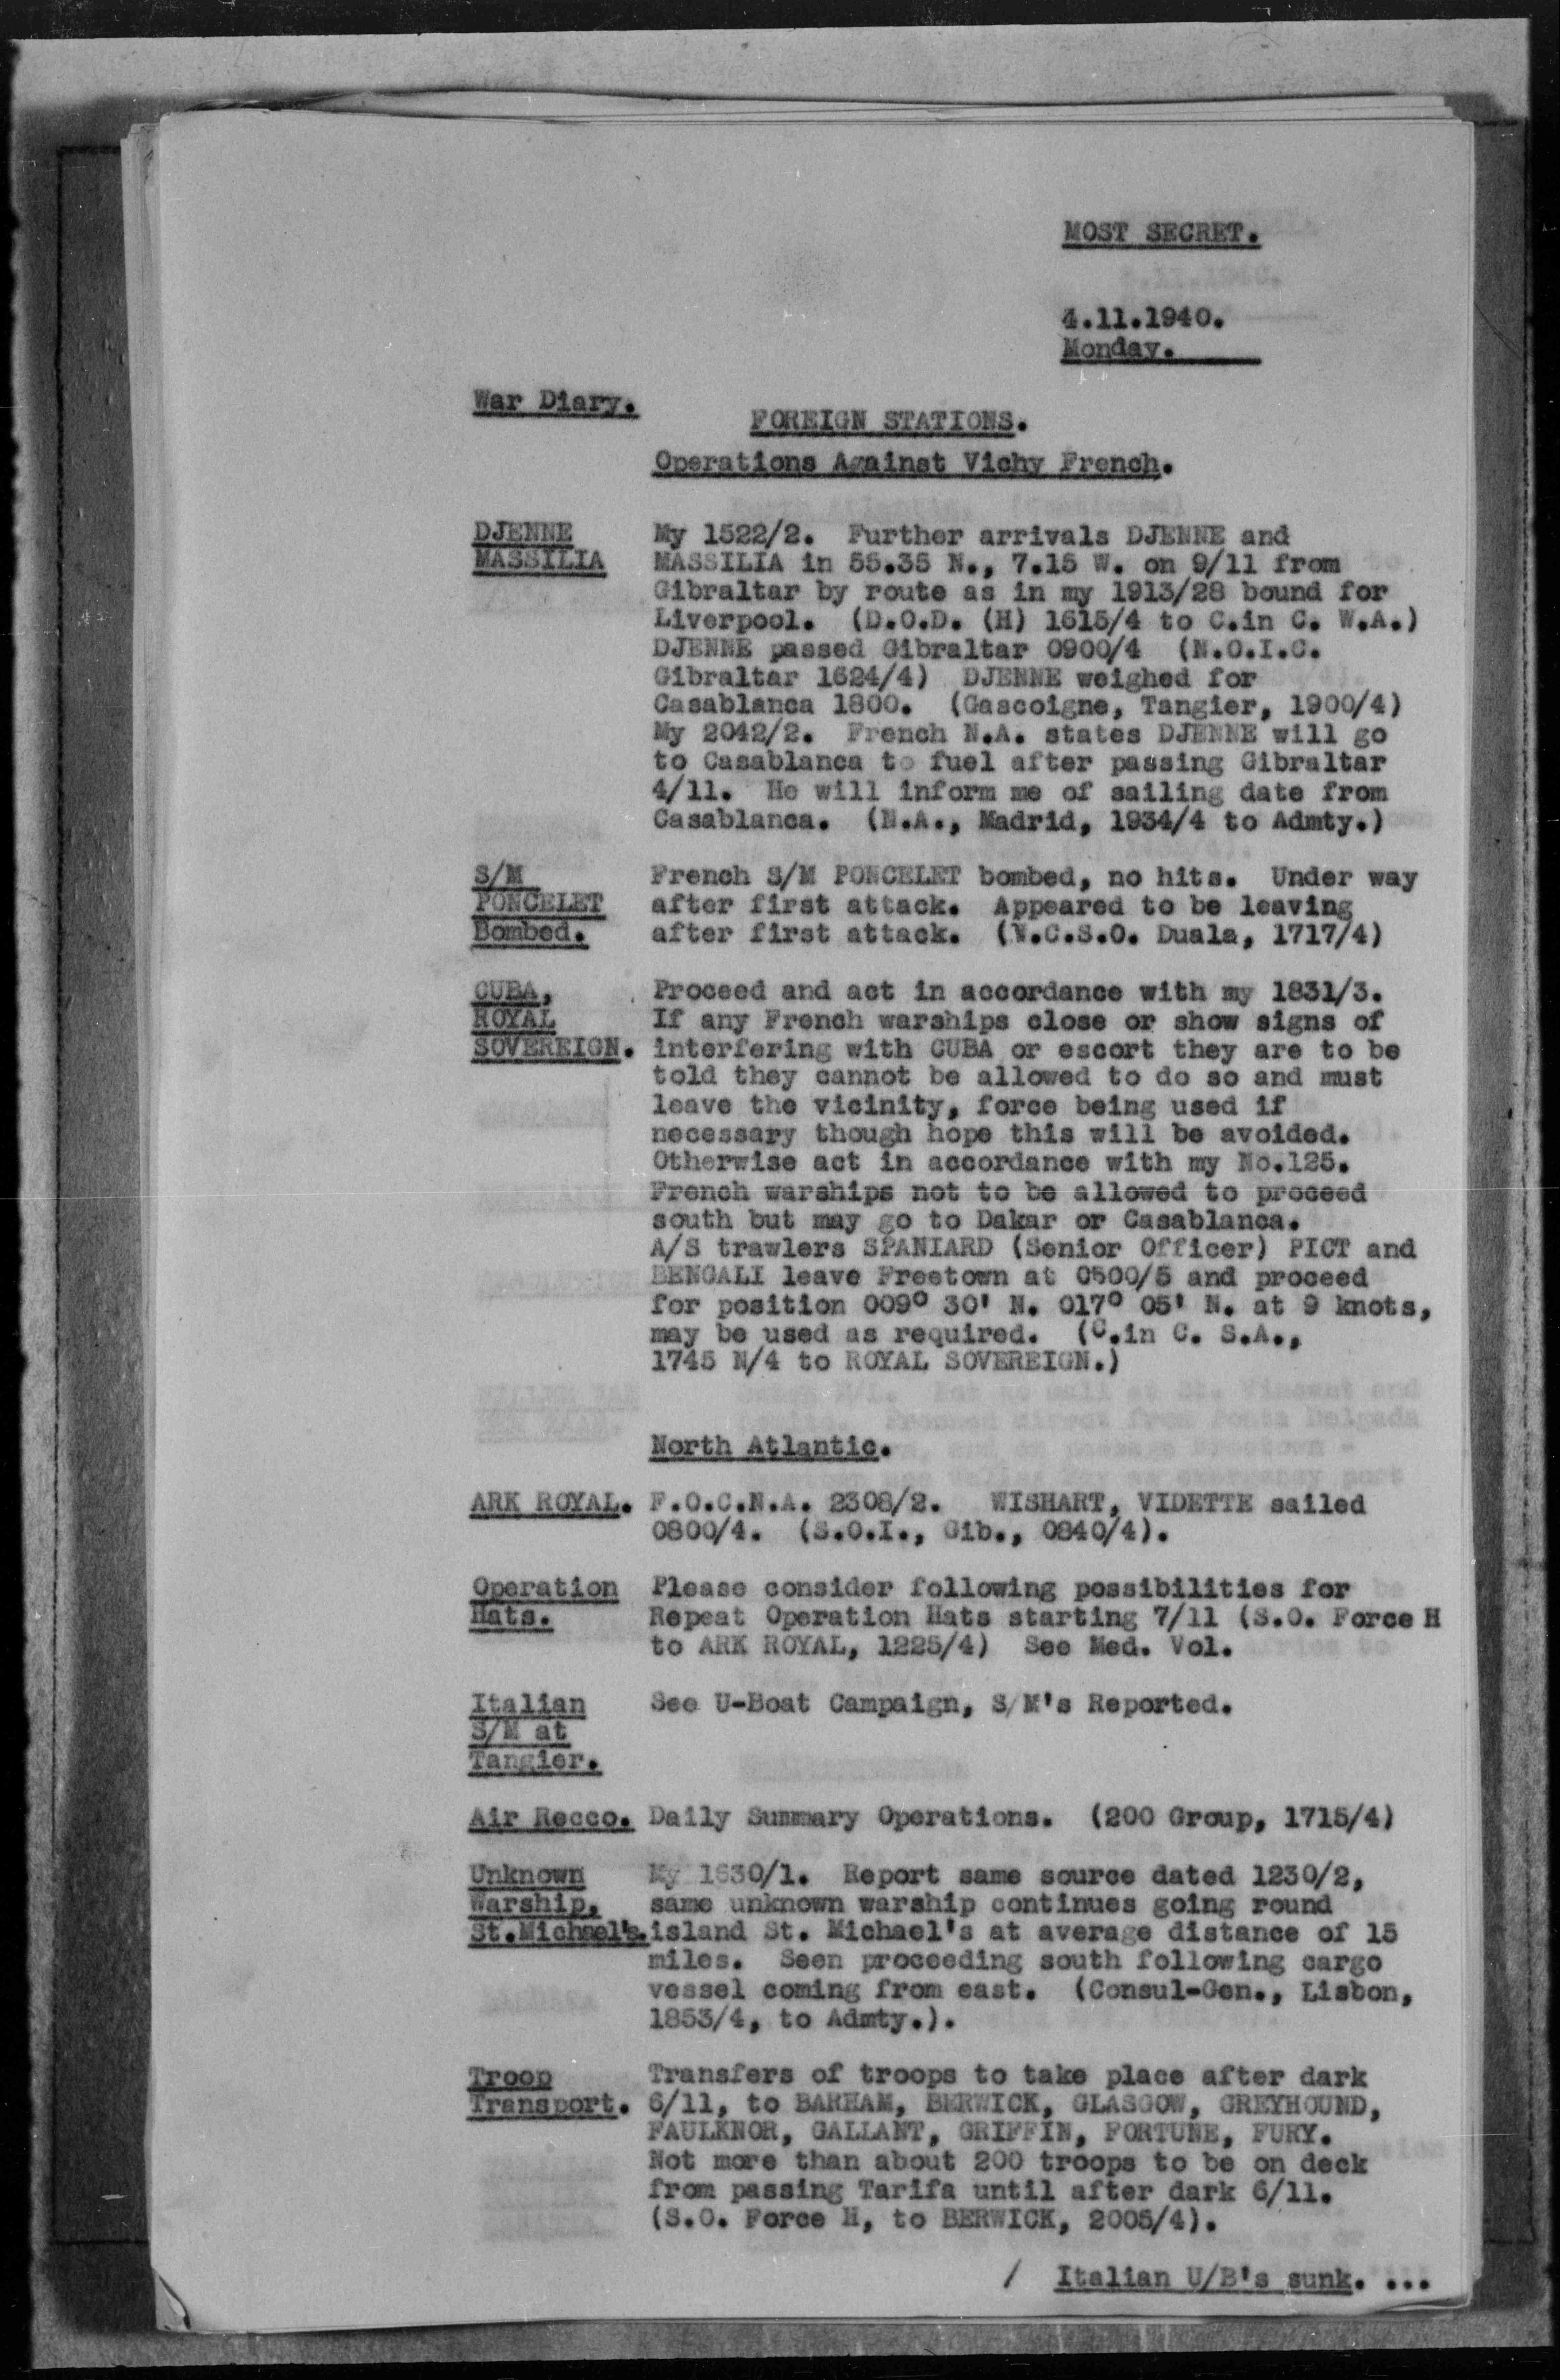 MOST SECRET.
4.11.1940.
Monday.
War Diary.
FOREIGN STATIONS.
Operations Against Vichy French.
DJENNE My 1522/2. Further arrivals DJENNE and
MASSILIA MASSILIA in 55.35 N., 7.15 W. on 9/11 from
Gibraltar by route as in my 1913/28 bound for
Liverpool. (D.O.D. (H) 1615/4 to C.in C. W.A.)
DJENNE passed Gibraltar 0900/4 (N.O.I.C.
Gibraltar 1624/4) DJENNE weighed for
Casablanca 1800. (Gascoigne, Tangier, 1900/4)
My 2042/2. French N.A. states DJENNE will go
to Casablanca to fuel after passing Gibraltar
4/11. He will inform me of sailing date from
Casablanca. (N.A., Madrid, 1934/4 to Admty.)
S/M French S/M PONCELET bombed, no hits. Under way
PONCELET after first attack. Appeared to be leaving
Bombed. after first attack. (N.C.S.O. Duala, 1717/4)
CUBA, Proceed and act in accordance with my 1831/3.
ROYAL If any French warships close or show signs of
SOVEREIGN. interfering with CUBA or escort they are to be
told they cannot be allowed to do so and must
leave the vicinity, force being used if
necessary though hope this will be avoided.
Otherwise act in accordance with my No.125.
French warships not to be allowed to proceed
south but may go to Dakar or Casablanca.
A/S trawlers SPANIARD (Senior Officer) PICT and
BENGALI leave Freetown at 0500/5 and proceed
for position 009° 30' N. 017° 05' N. at 9 knots,
may be used as required. (C.in C. S.A.,
1745 N/4 to ROYAL SOVEREIGN.)
North Atlantic.
ARK ROYAL. F.O.C.N.A. 2308/2. WISHART, VIDETTE sailed
0800/4. (S.O.I., Gib., 0840/4).
Operation Please consider following possibilities for
Hats. Repeat Operation Hats starting 7/11 (S.O. Force H
to ARK ROYAL, 1225/4) See Med. Vol.
Italian See U-Boat Campaign, S/M's Reported.
S/M at
Tangier.
Air Recco. Daily Summary Operations. (200 Group, 1715/4)
Unknown My 1630/1. Report same source dated 1230/2,
Warship, same unknown warship continues going round
St.Michael's. island St. Michael's at average distance of 15
miles. Seen proceeding south following cargo
vessel coming from east. (Consul-Gen., Lisbon,
1853/4, to Admty.).
Troop Transfers of troops to take place after dark
Transport. 6/11, to BARHAM, BERWICK, GLASGOW, GREYHOUND,
FAULKNOR, GALLANT, GRIFFIN, FORTUNE, FURY.
Not more than about 200 troops to be on deck
from passing Tarifa until after dark 6/11.
(S.O. Force H, to BERWICK, 2005/4).
/ Italian U/B's sunk. ...